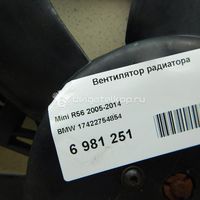 Вентилятор радиатора
Mini R56 2005-2014
BMW 17422754854
6 981 251